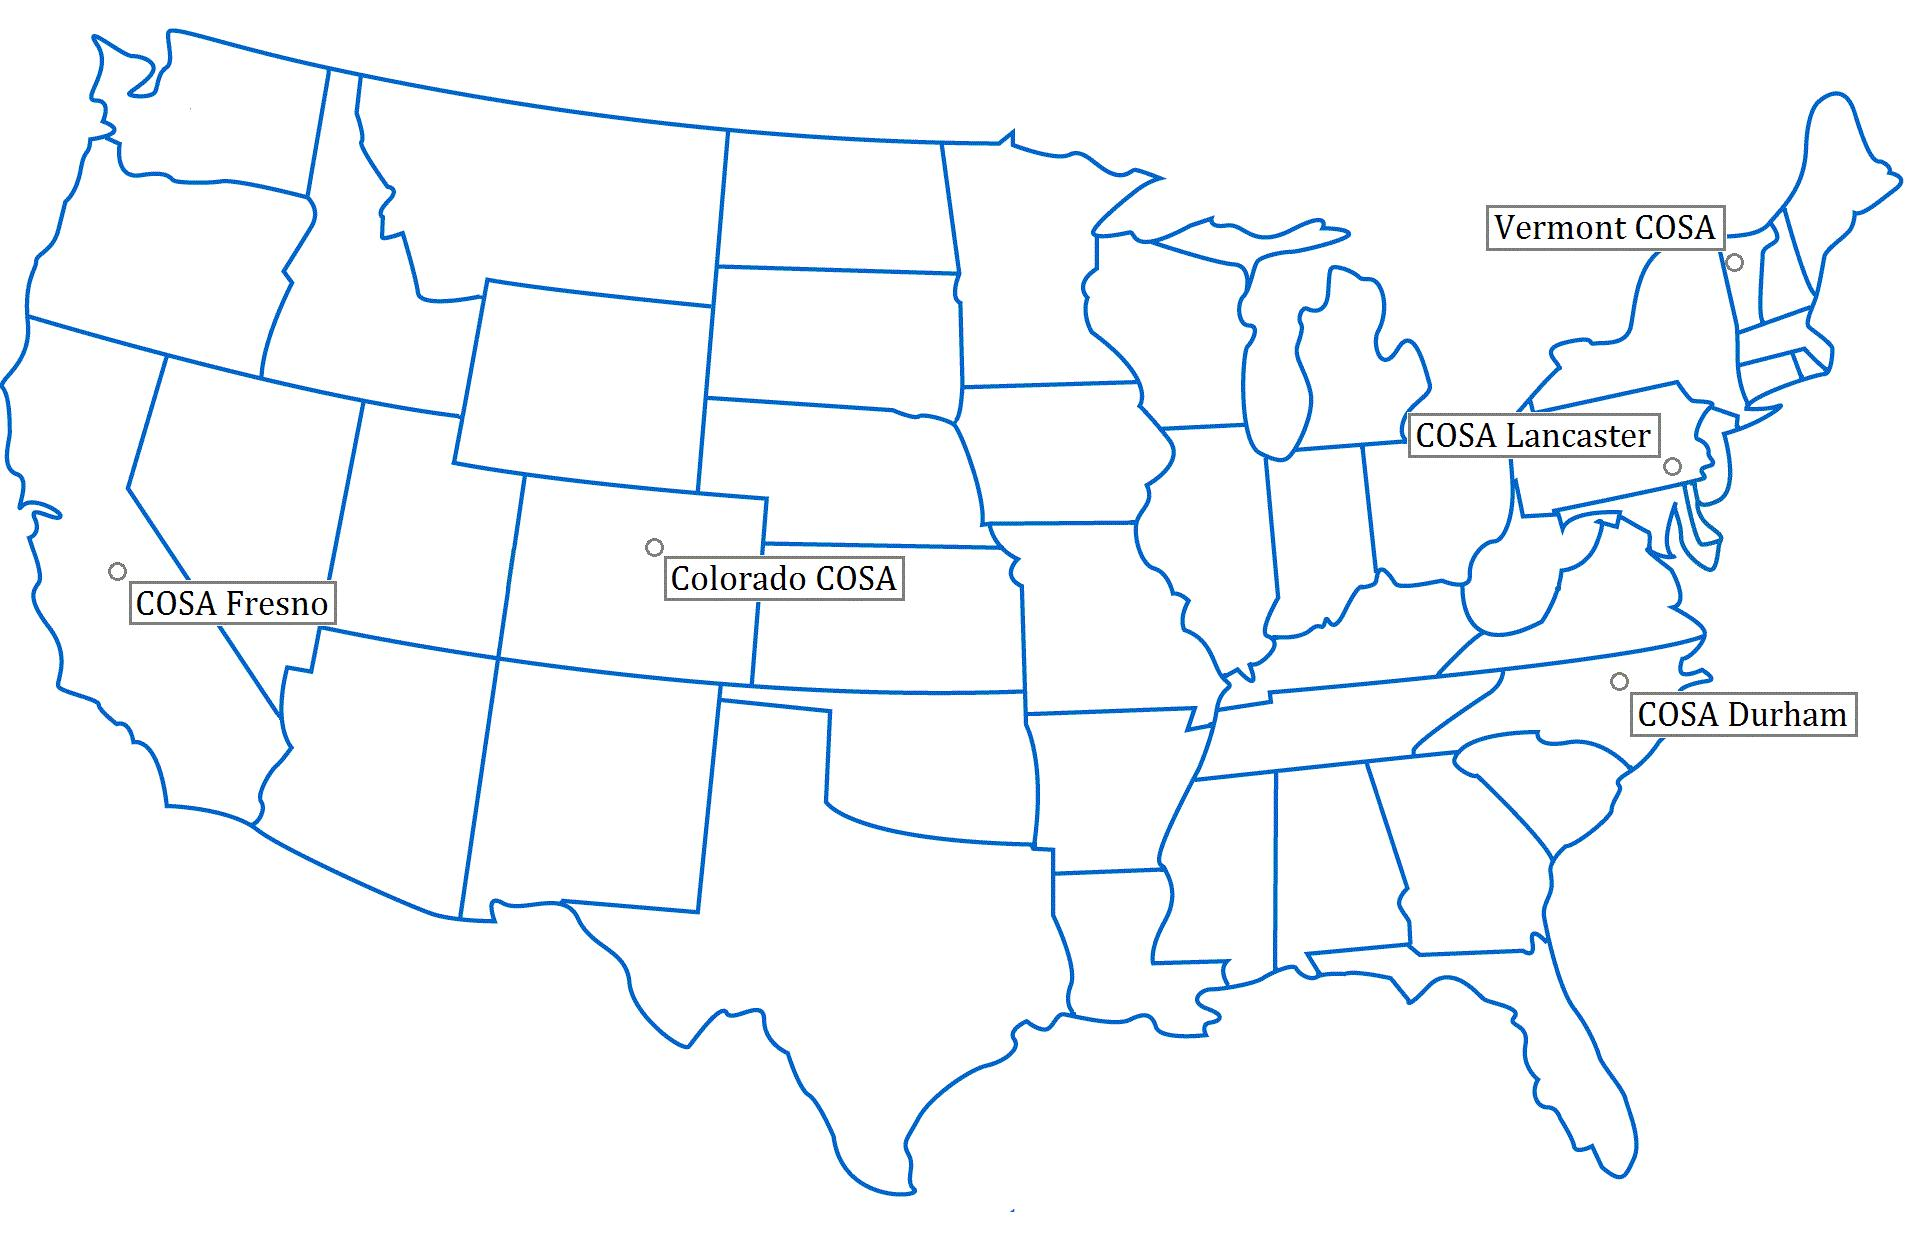 Vermont COSA
COSA Lancaster
Colorado COSA
COSA Fresno
COSA Durham